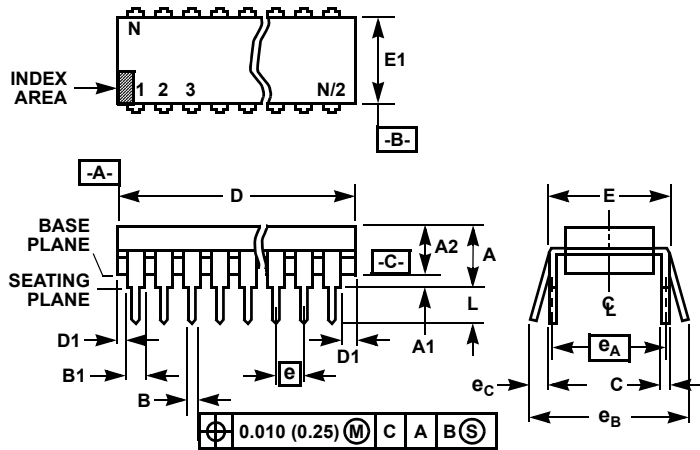 N
E1
INDEX
AREA
1 2 3 N/2
-B-
-A-
D
E
BASE
PLANE
A2
A
-C-
SEATING
PLANE
L
C
L
D1
A1
D1
e
eA
B1
eC
C
B
eB
0.010 (0.25) M C A B S